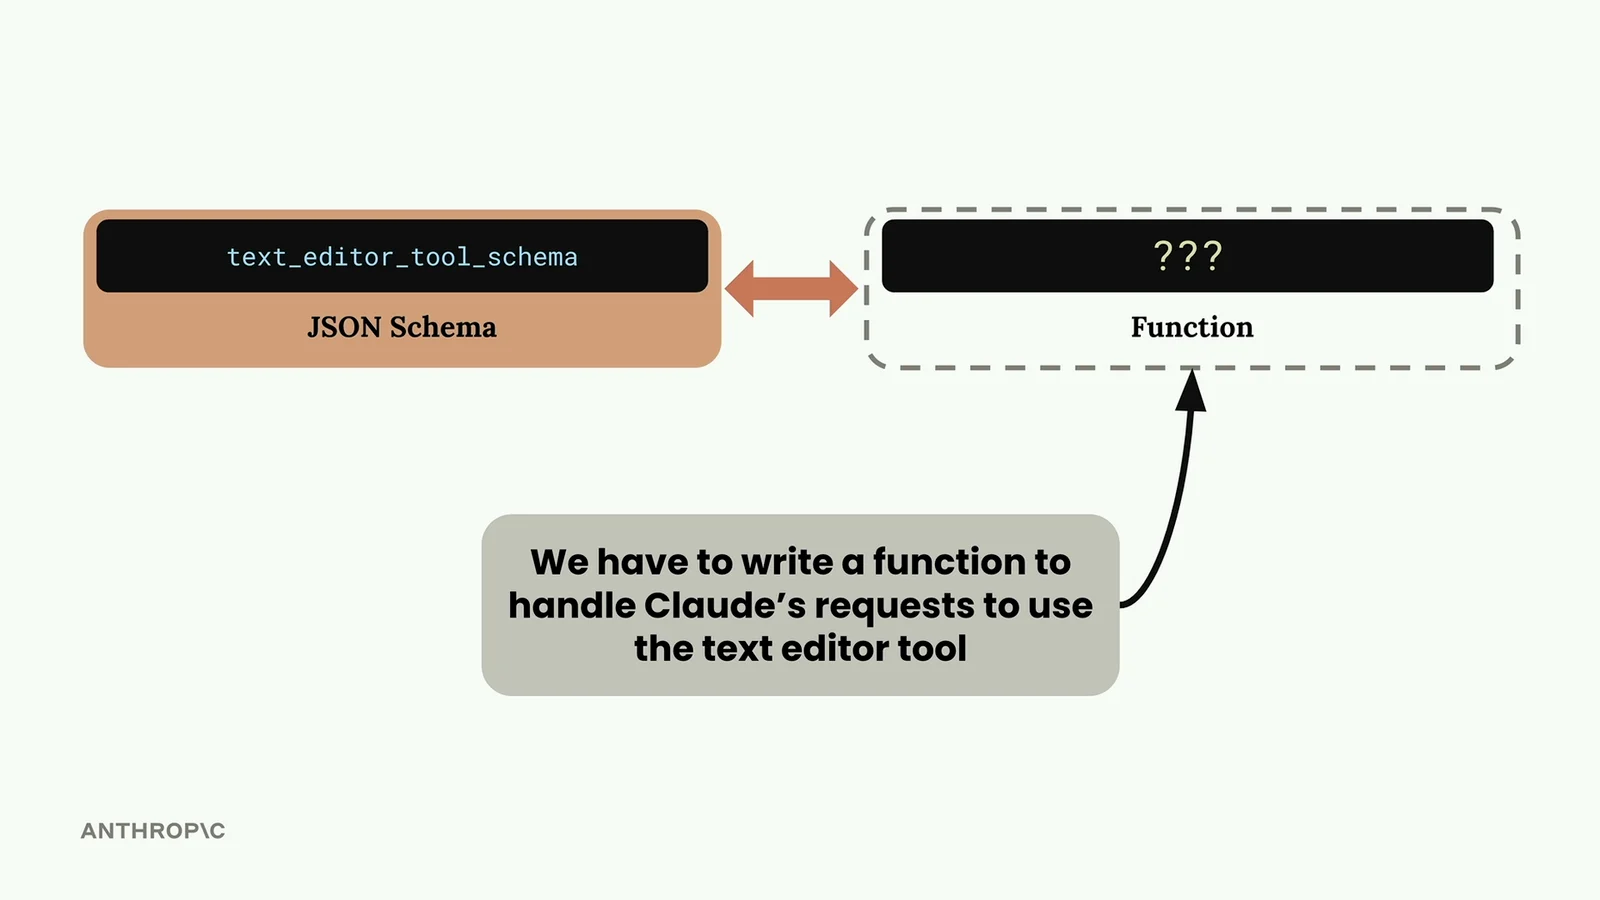 text_editor_tool_schema
JSON Schema
???
Function
We have to write a function to
handle Claude’s requests to use
the text editor tool
ANTHROP\C